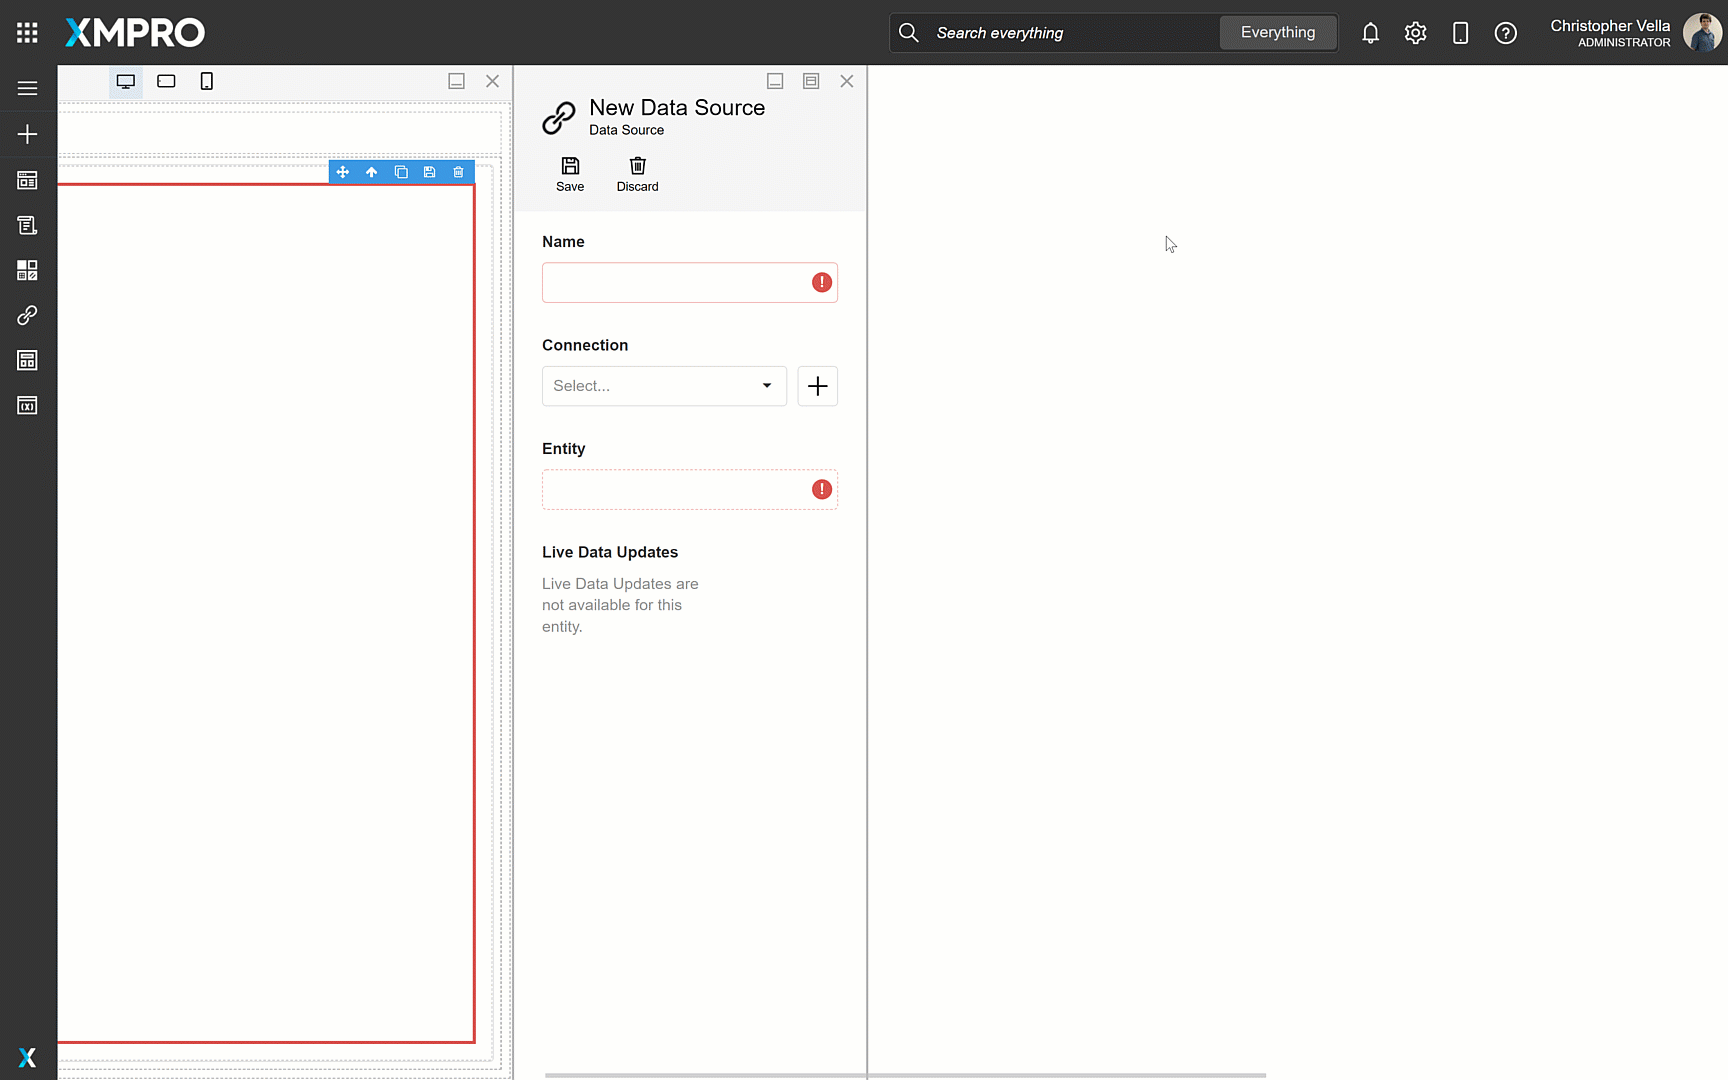 XMPRO
Search everything
Everything
Christopher Vella
ADMINISTRATOR
New Data Source
Data Source
Save
Discard
Name
Connection
Select...
Entity
Live Data Updates
Live Data Updates are
not available for this
entity.